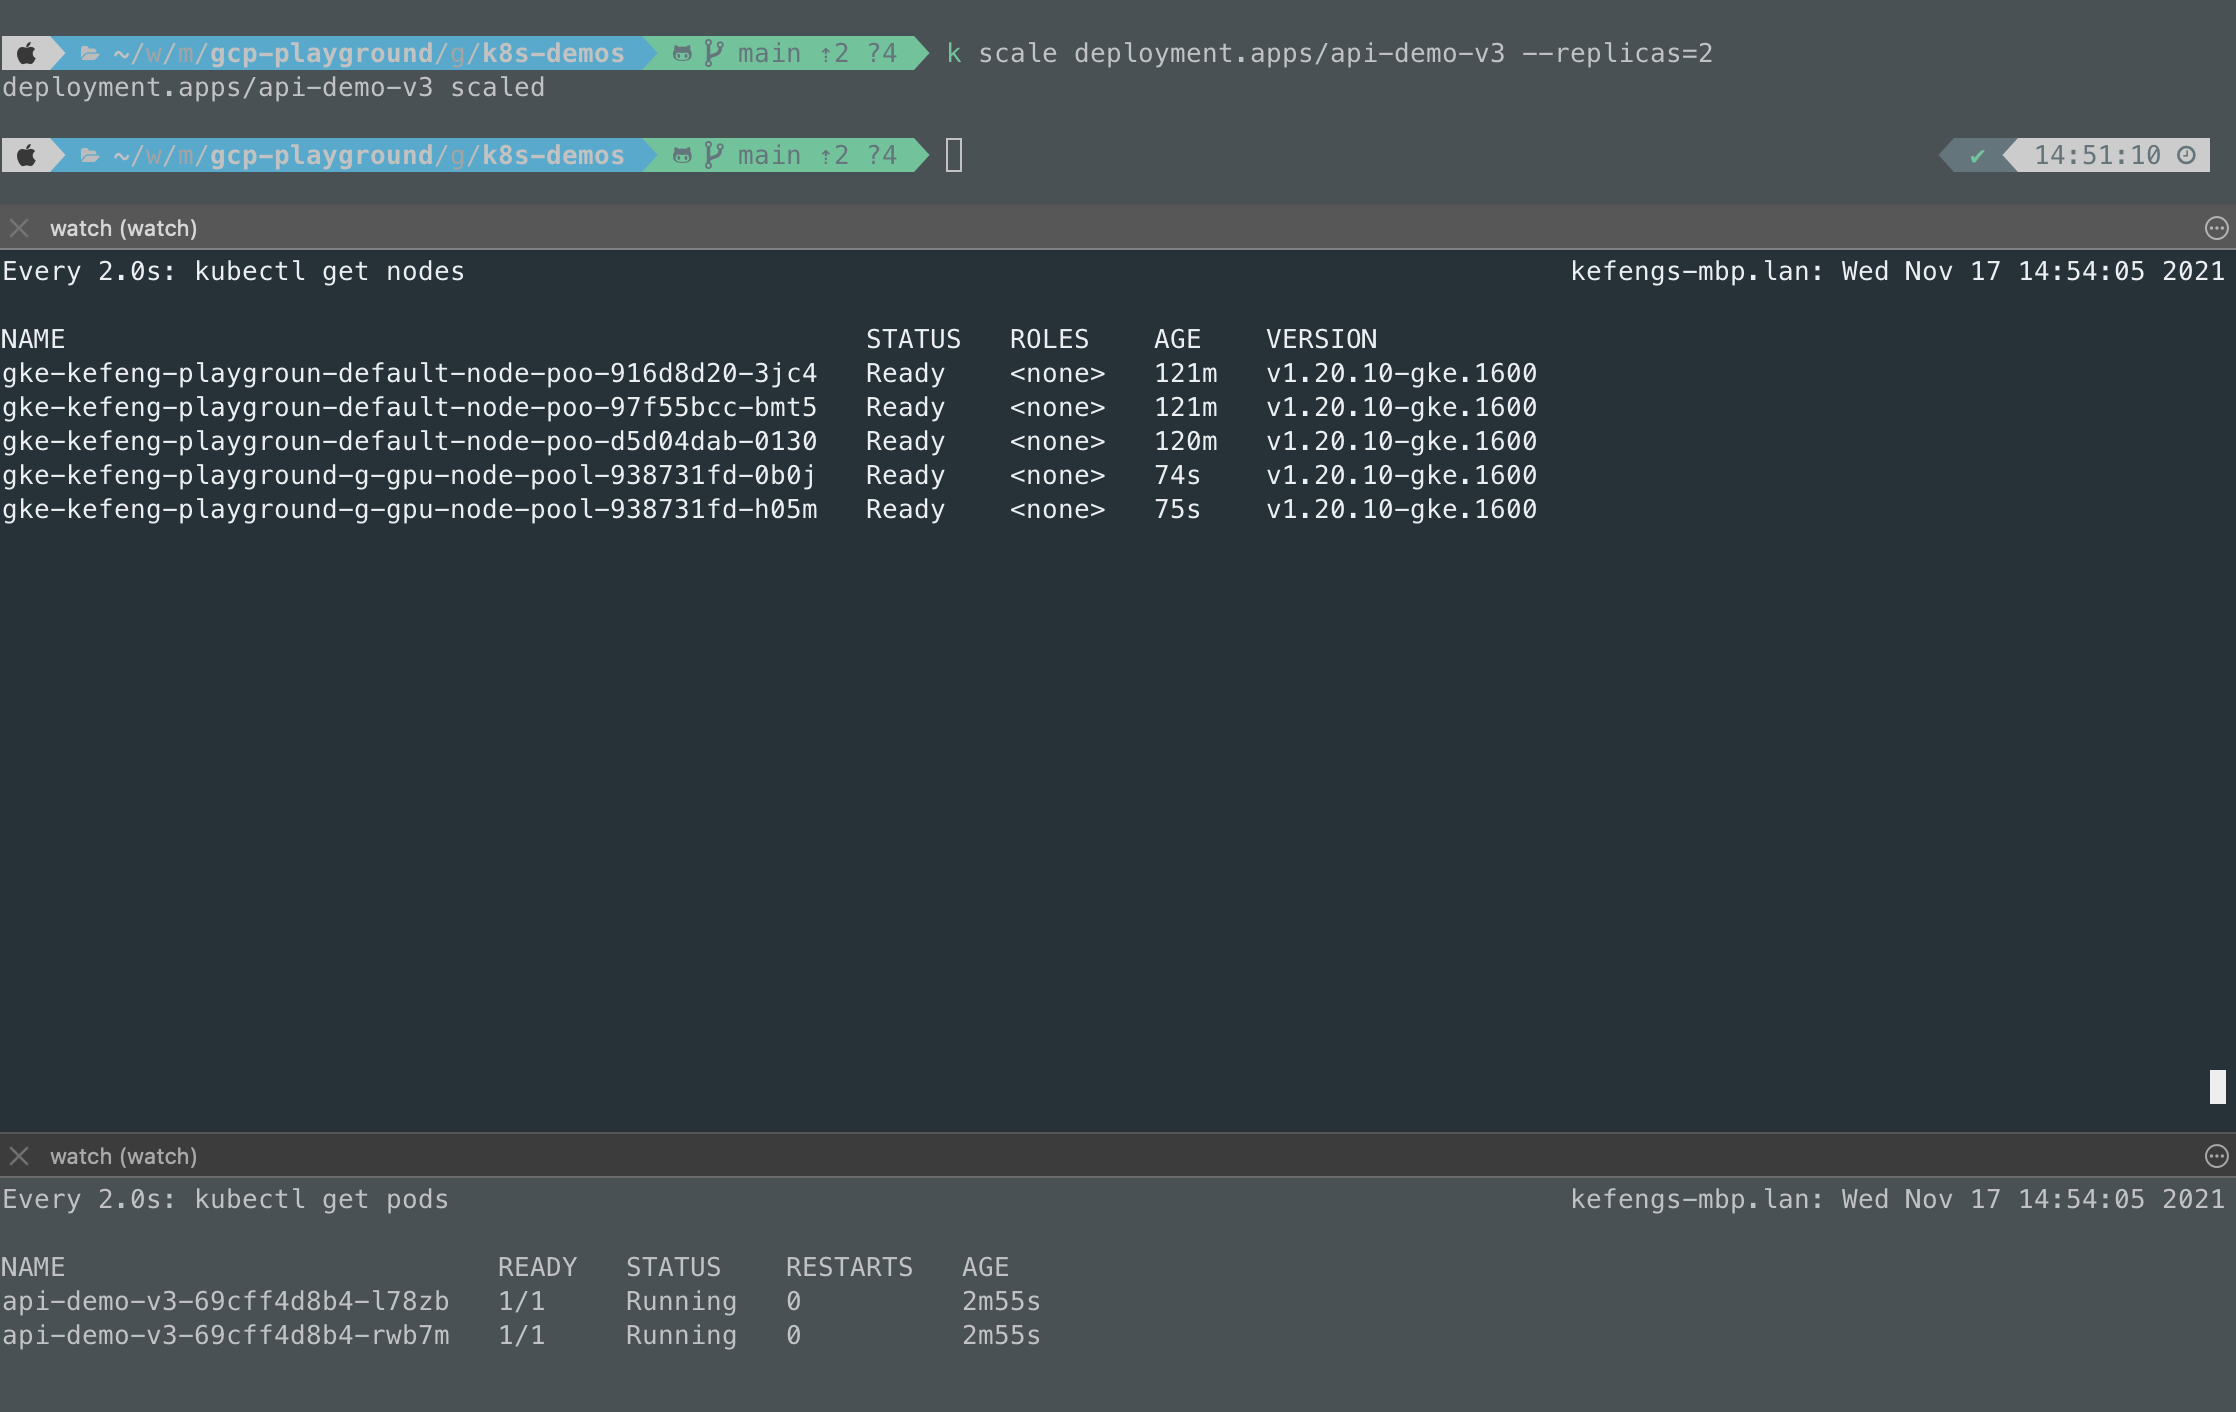 ~/w/m/gcp-playground/g/k8s-demos main ⇡2 ?4 k scale deployment.apps/api-demo-v3 --replicas=2
deployment.apps/api-demo-v3 scaled
~/w/m/gcp-playground/g/k8s-demos main ⇡2 ?4 ✔ 14:51:10
watch (watch)
Every 2.0s: kubectl get nodes kefengs-mbp.lan: Wed Nov 17 14:54:05 2021
NAME STATUS ROLES AGE VERSION
gke-kefeng-playgroun-default-node-poo-916d8d20-3jc4 Ready <none> 121m v1.20.10-gke.1600
gke-kefeng-playgroun-default-node-poo-97f55bcc-bmt5 Ready <none> 121m v1.20.10-gke.1600
gke-kefeng-playgroun-default-node-poo-d5d04dab-0130 Ready <none> 120m v1.20.10-gke.1600
gke-kefeng-playground-g-gpu-node-pool-938731fd-0b0j Ready <none> 74s v1.20.10-gke.1600
gke-kefeng-playground-g-gpu-node-pool-938731fd-h05m Ready <none> 75s v1.20.10-gke.1600
watch (watch)
Every 2.0s: kubectl get pods kefengs-mbp.lan: Wed Nov 17 14:54:05 2021
NAME READY STATUS RESTARTS AGE
api-demo-v3-69cff4d8b4-l78zb 1/1 Running 0 2m55s
api-demo-v3-69cff4d8b4-rwb7m 1/1 Running 0 2m55s